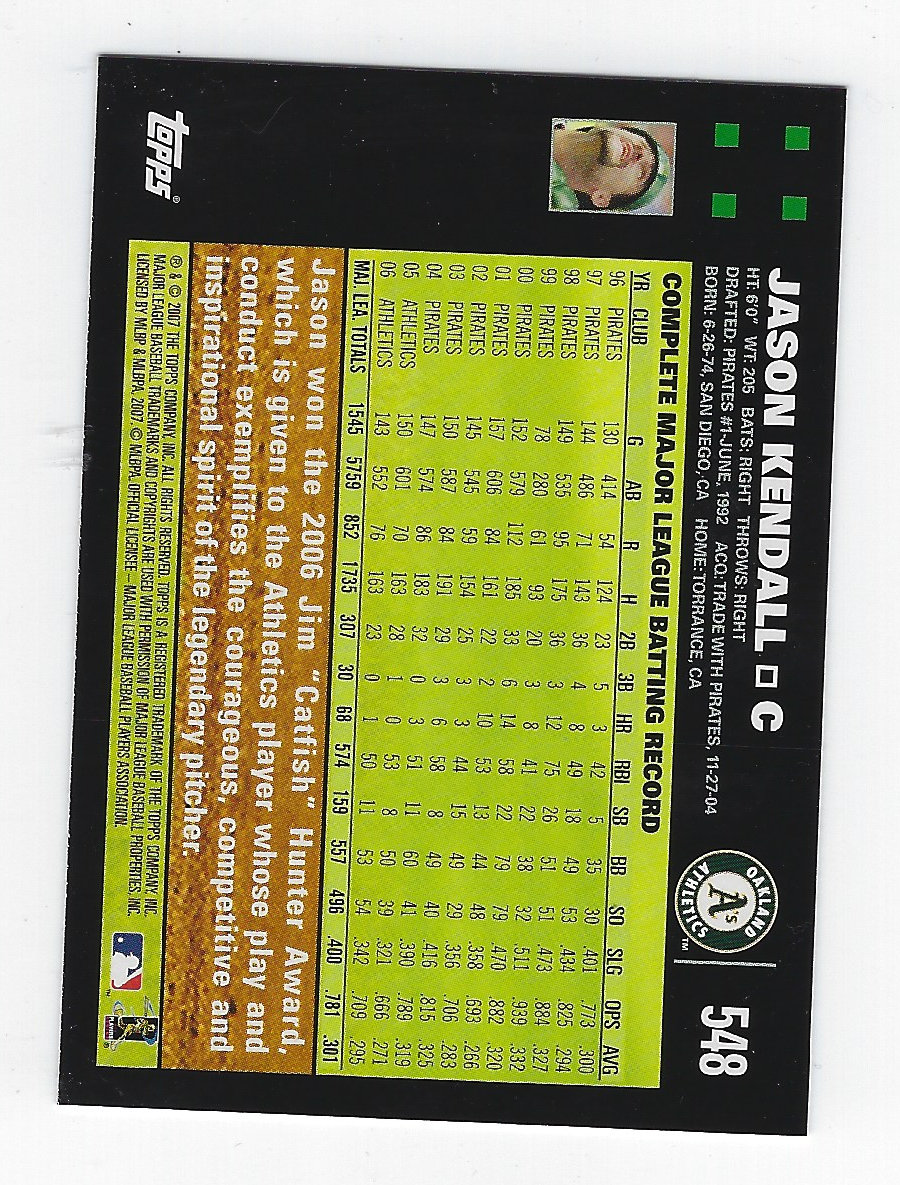 JASON KENDALL ▫ C
HT: 6'0" WT: 205 BATS: RIGHT THROWS: RIGHT
DRAFTED: PIRATES #1-JUNE, 1992 ACQ: TRADE WITH PIRATES, 11-27-04
BORN: 6-26-74, SAN DIEGO, CA HOME: TORRANCE, CA
OAKLAND
A's
ATHLETICS™
548
COMPLETE MAJOR LEAGUE BATTING RECORD
YR CLUB G AB R H 2B 3B HR RBI SB BB SO SLG OPS AVG
96 PIRATES 130 414 54 124 23 5 3 42 5 35 30 .401 .773 .300
97 PIRATES 144 486 71 143 36 4 8 49 18 49 53 .434 .825 .294
98 PIRATES 149 535 95 175 36 3 12 75 26 51 51 .473 .884 .327
99 PIRATES 78 280 61 93 20 3 8 41 22 38 32 .511 .939 .332
00 PIRATES 152 579 112 185 33 6 14 58 22 79 79 .470 .882 .320
01 PIRATES 157 606 84 161 22 2 10 53 13 44 48 .358 .693 .266
02 PIRATES 145 545 59 154 25 3 3 44 15 49 29 .356 .706 .283
03 PIRATES 150 587 84 191 29 3 6 58 8 49 40 .416 .815 .325
04 PIRATES 147 574 86 183 32 0 3 51 11 60 41 .390 .789 .319
05 ATHLETICS 150 601 70 163 28 1 0 53 8 50 39 .321 .666 .271
06 ATHLETICS 143 552 76 163 23 0 1 50 11 53 54 .342 .709 .295
MAJ. LEA. TOTALS 1545 5759 852 1735 307 30 68 574 159 557 496 .400 .781 .301
Jason won the 2006 Jim "Catfish" Hunter Award,
which is given to the Athletics player whose play and
conduct exemplifies the courageous, competitive and
inspirational spirit of the legendary pitcher.
® & © 2007 THE TOPPS COMPANY, INC. ALL RIGHTS RESERVED. TOPPS IS A REGISTERED TRADEMARK OF THE TOPPS COMPANY, INC.
MAJOR LEAGUE BASEBALL TRADEMARKS AND COPYRIGHTS ARE USED WITH PERMISSION OF MAJOR LEAGUE BASEBALL PROPERTIES, INC.
LICENSED BY MLBP & MLBPA, 2007. © MLBPA. OFFICIAL LICENSEE – MAJOR LEAGUE BASEBALL PLAYERS ASSOCIATION.
topps®